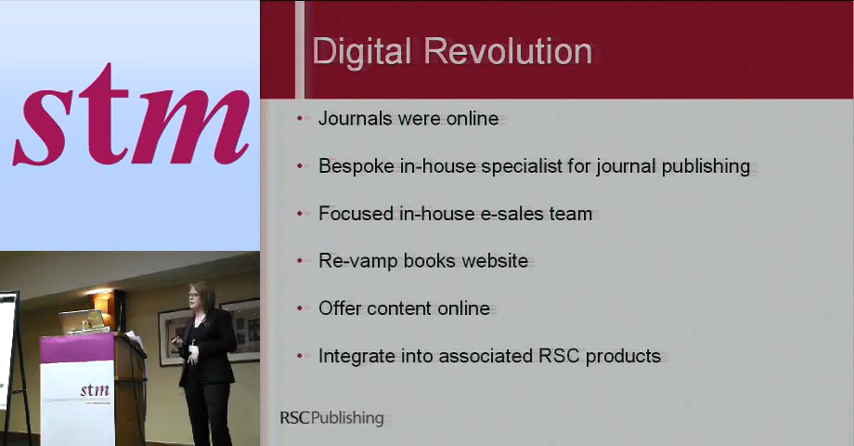 stm
Digital Revolution
• Journals were online
• Bespoke in-house specialist for journal publishing
• Focused in-house e-sales team
• Re-vamp books website
• Offer content online
• Integrate into associated RSC products
stm
RSCPublishing